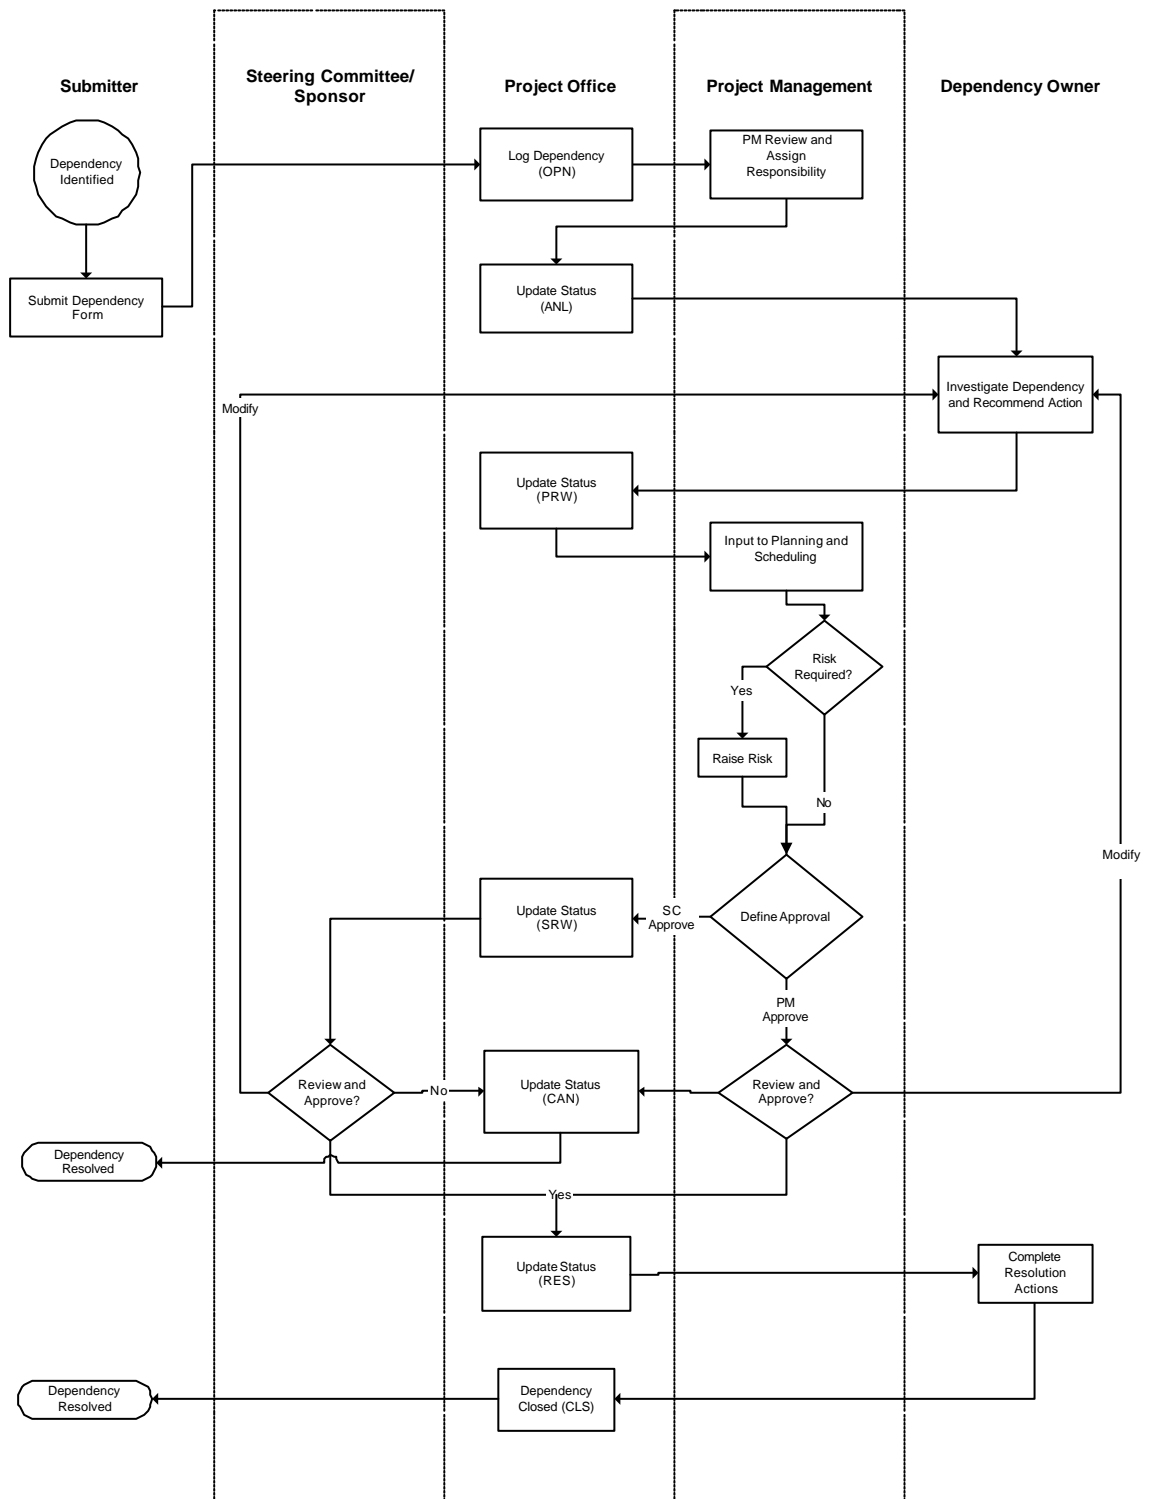 Submitter
Steering Committee/
Sponsor
Project Office
Project Management
Dependency Owner
Dependency
Identified
Log Dependency
(OPN)
PM Review and
Assign
Responsibility
Submit Dependency
Form
Update Status
(ANL)
Investigate Dependency
and Recommend Action
Modify
Update Status
(PRW)
Input to Planning and
Scheduling
Risk
Required?
Yes
Raise Risk
No
Modify
Update Status
(SRW)
SC
Approve
Define Approval
PM
Approve
Review and
Approve?
No
Update Status
(CAN)
Review and
Approve?
Dependency
Resolved
Yes
Update Status
(RES)
Complete
Resolution
Actions
Dependency
Resolved
Dependency
Closed (CLS)